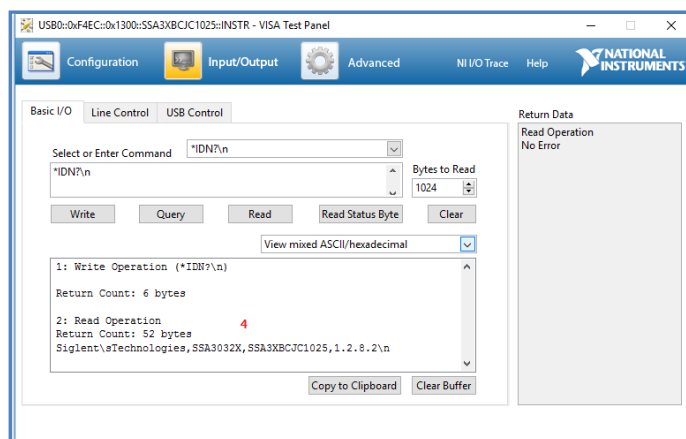 USB0::0xF4EC::0x1300::SSA3XBCJC1025::INSTR - VISA Test Panel
Configuration Input/Output Advanced NI I/O Trace Help NATIONAL INSTRUMENTS
Basic I/O Line Control USB Control
Return Data
Read Operation
No Error
Select or Enter Command *IDN?\n
*IDN?\n
Bytes to Read
1024
Write Query Read Read Status Byte Clear
View mixed ASCII/hexadecimal
1: Write Operation (*IDN?\n)
Return Count: 6 bytes
2: Read Operation
4
Return Count: 52 bytes
Siglent\sTechnologies,SSA3032X,SSA3XBCJC1025,1.2.8.2\n
Copy to Clipboard Clear Buffer